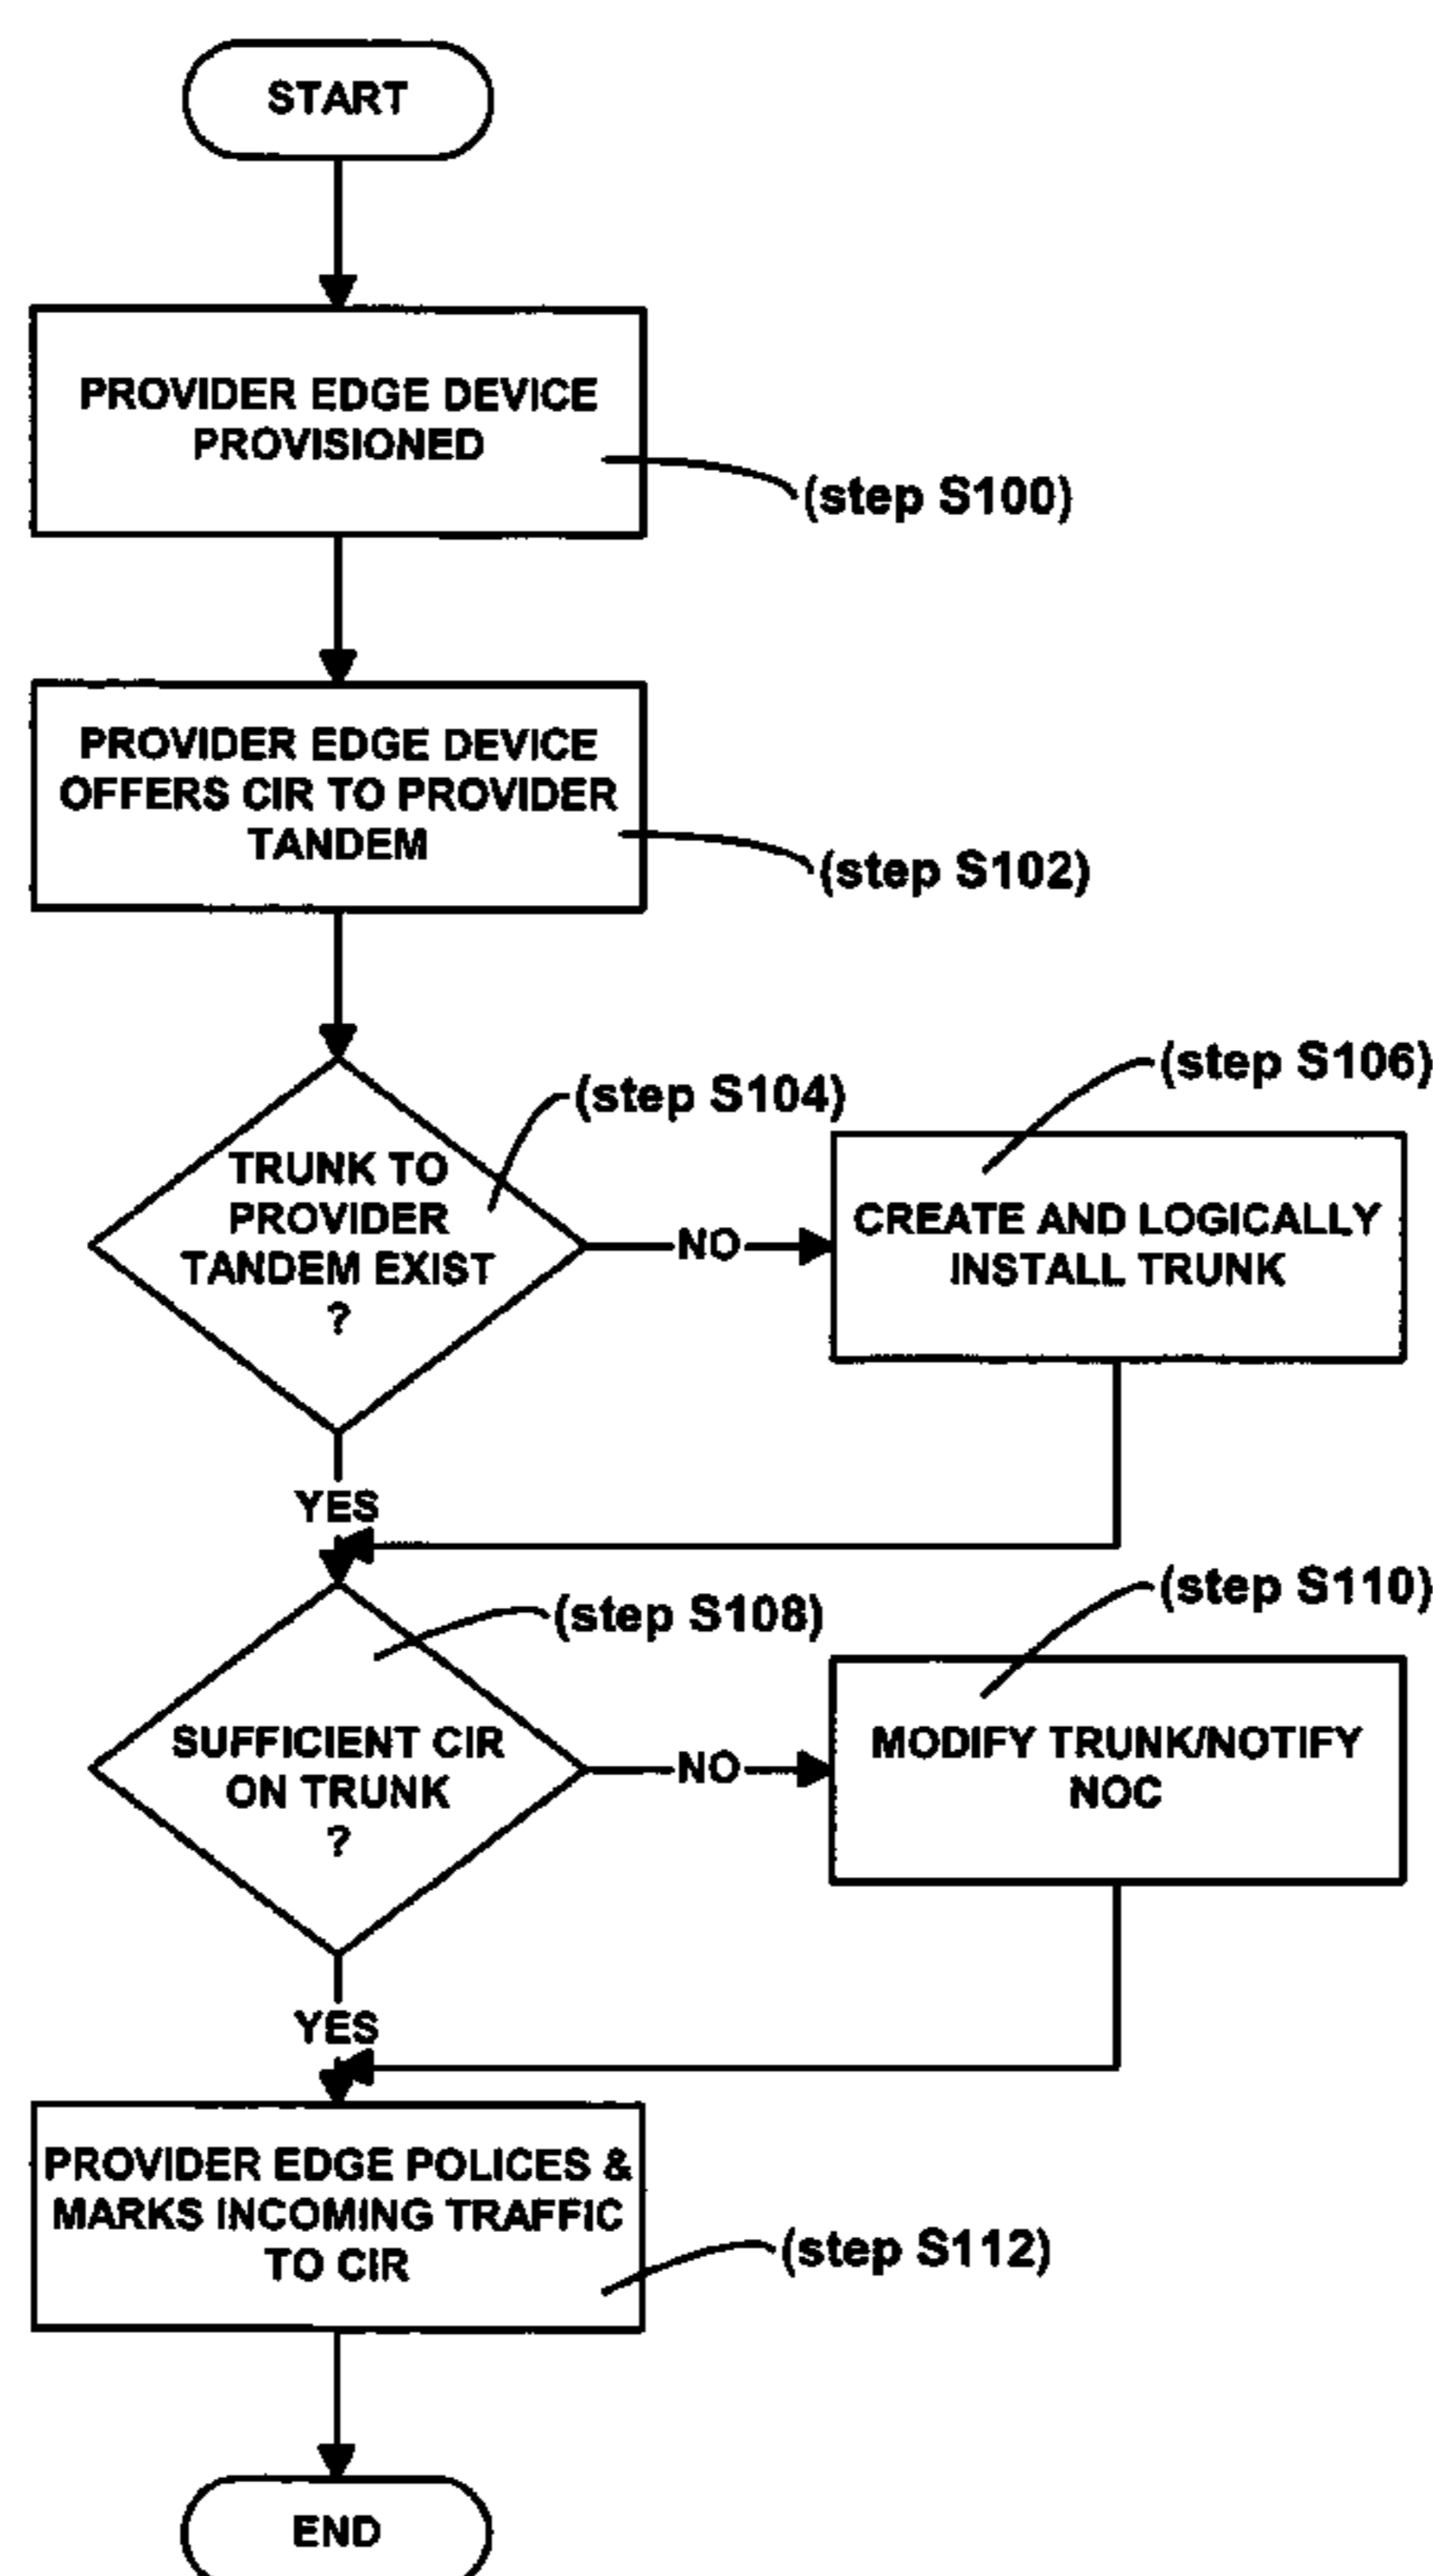 START
PROVIDER EDGE DEVICE
PROVISIONED
(step S100)
PROVIDER EDGE DEVICE
OFFERS CIR TO PROVIDER
TANDEM
(step S102)
(step S104)
TRUNK TO
PROVIDER
TANDEM EXIST
?
NO
(step S106)
CREATE AND LOGICALLY
INSTALL TRUNK
YES
(step S108)
SUFFICIENT CIR
ON TRUNK
?
NO
(step S110)
MODIFY TRUNK/NOTIFY
NOC
YES
PROVIDER EDGE POLICES &
MARKS INCOMING TRAFFIC
TO CIR
(step S112)
END